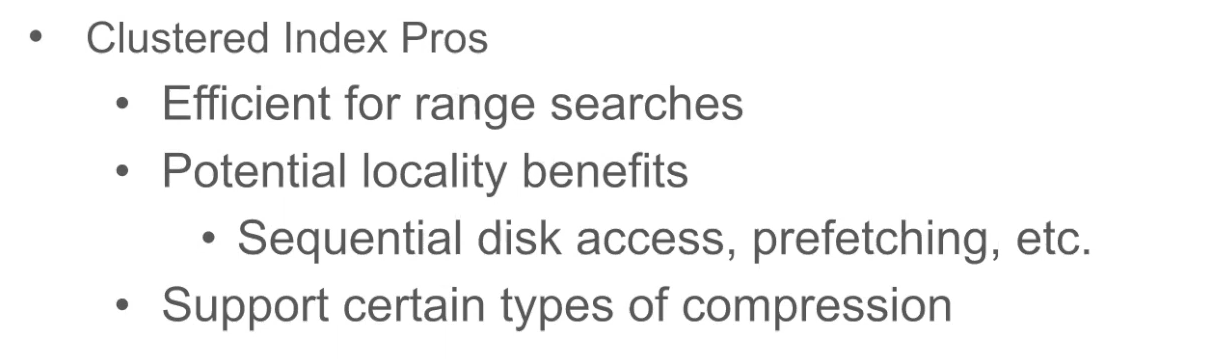 • Clustered Index Pros
• Efficient for range searches
• Potential locality benefits
• Sequential disk access, prefetching, etc.
• Support certain types of compression